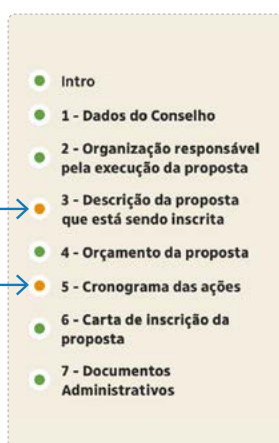 Intro
1 - Dados do Conselho
2 - Organização responsável
pela execução da proposta
3 - Descrição da proposta
que está sendo inscrita
4 - Orçamento da proposta
5 - Cronograma das ações
6 - Carta de inscrição da
proposta
7 - Documentos
Administrativos